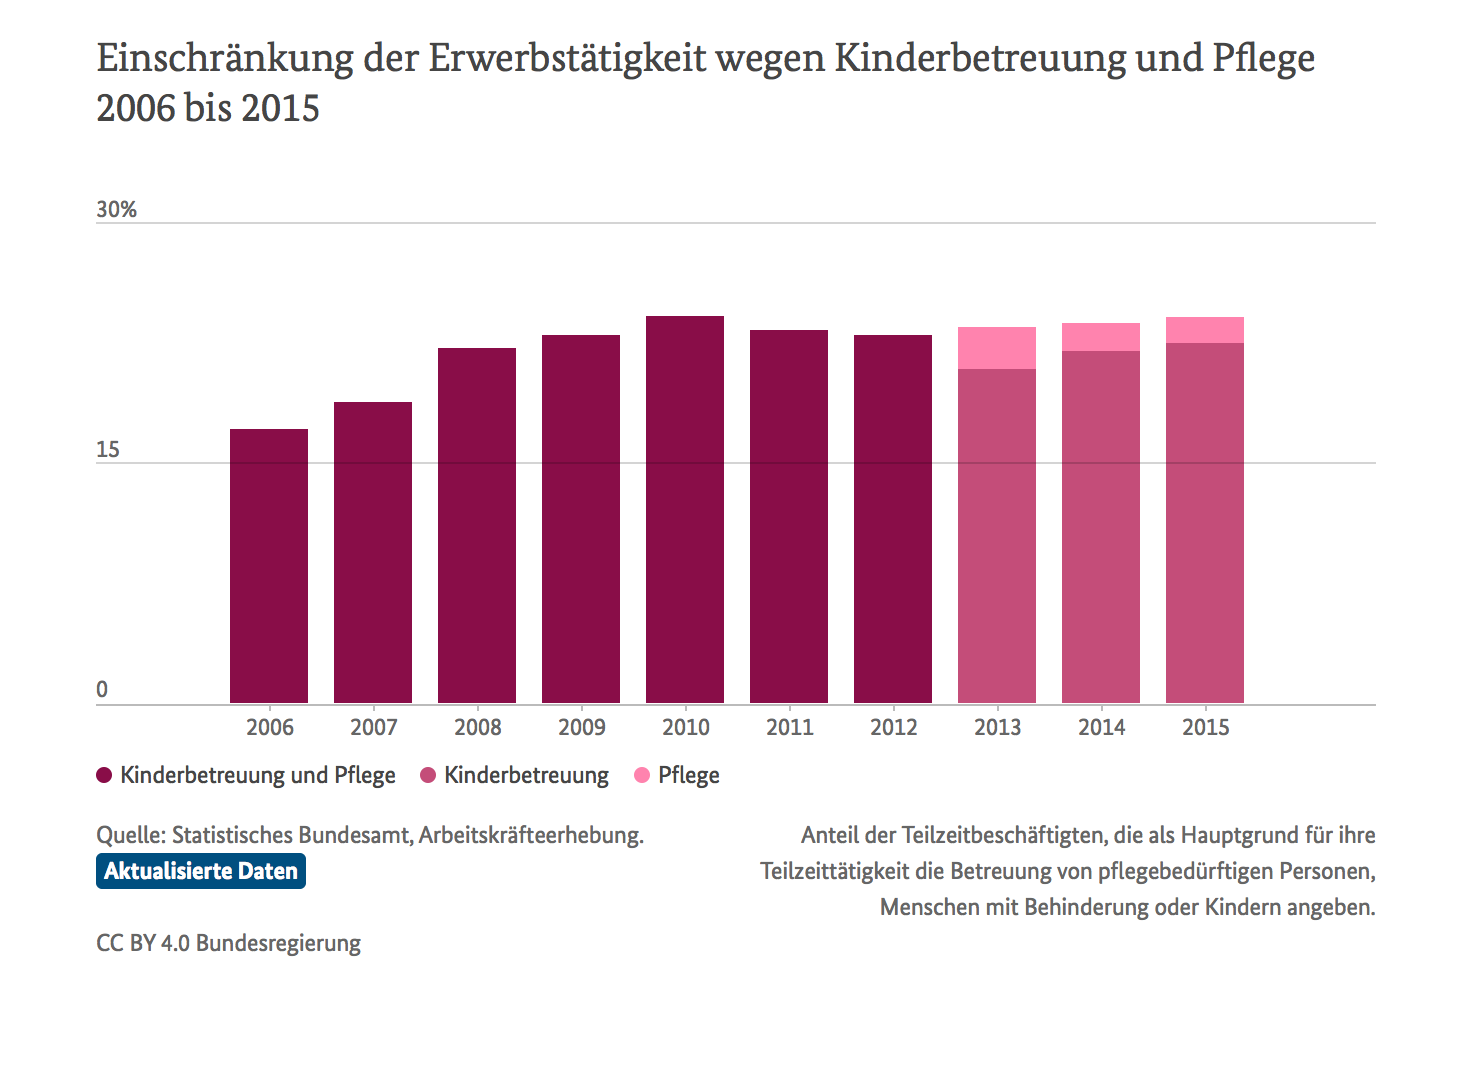 Einschränkung der Erwerbstätigkeit wegen Kinderbetreuung und Pflege
2006 bis 2015
30%
15
0
2006 2007 2008 2009 2010 2011 2012 2013 2014 2015
Kinderbetreuung und Pflege Kinderbetreuung Pflege
Quelle: Statistisches Bundesamt, Arbeitskräfteerhebung.
Aktualisierte Daten
CC BY 4.0 Bundesregierung
Anteil der Teilzeitbeschäftigten, die als Hauptgrund für ihre
Teilzeittätigkeit die Betreuung von pflegebedürftigen Personen,
Menschen mit Behinderung oder Kindern angeben.